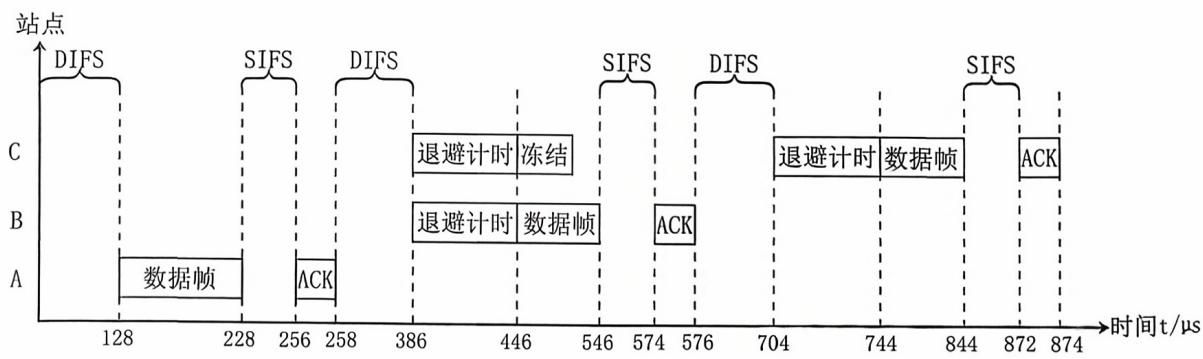 站点
DIFS SIFS DIFS SIFS DIFS SIFS
C 退避计时 冻结 退避计时 数据帧 ACK
B 退避计时 数据帧 ACK
A 数据帧 ACK
128 228 256 258 386 446 546 574 576 704 744 844 872 874 时间t/μs